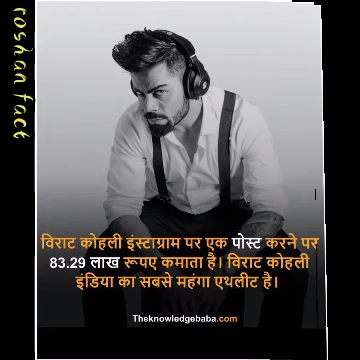 roshan fact
विराट कोहली इंस्टाग्राम पर एक पोस्ट करने पर
83.29 लाख रूपए कमाता है। विराट कोहली
इंडिया का सबसे महंगा एथलीट है।
Theknowledgebaba.com